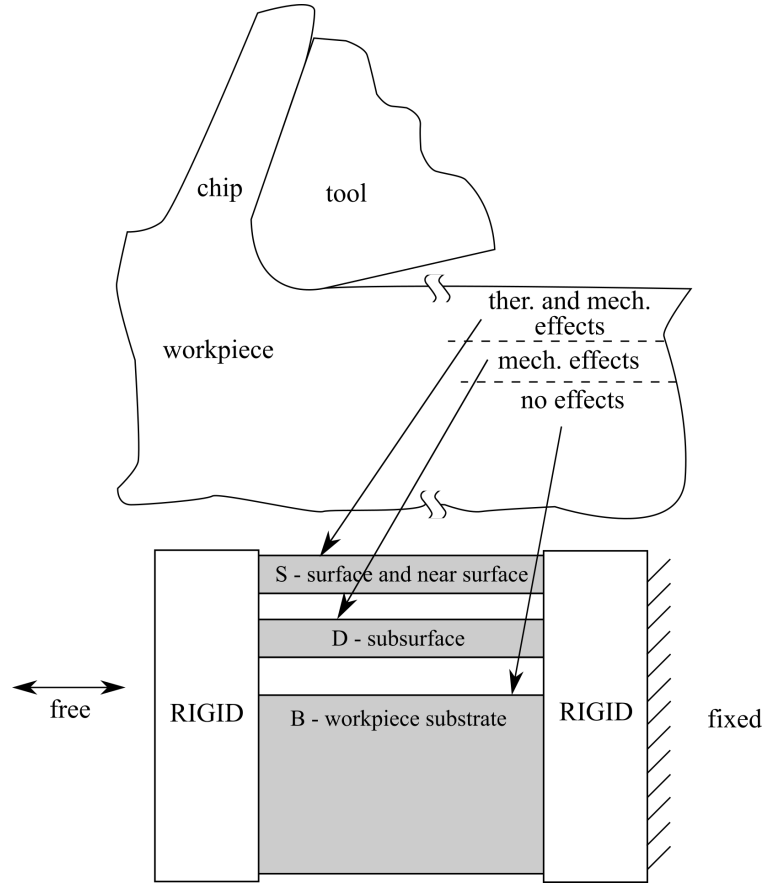 chip
tool
ther. and mech.
effects
workpiece
mech. effects
no effects
S - surface and near surface
D - subsurface
free
RIGID
B - workpiece substrate
RIGID
fixed